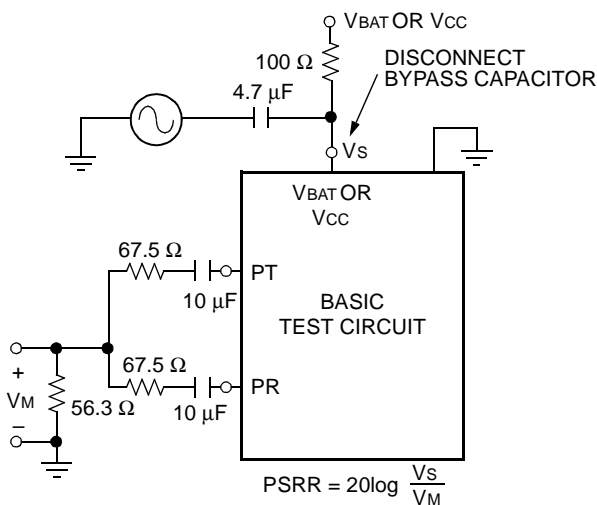 VBAT OR VCC
100 Ω
DISCONNECT
BYPASS CAPACITOR
4.7 µF
VS
VBAT OR
VCC
67.5 Ω
10 µF
PT
BASIC
TEST CIRCUIT
67.5 Ω
10 µF
PR
+
VM
–
56.3 Ω
PSRR = 20log VS
VM